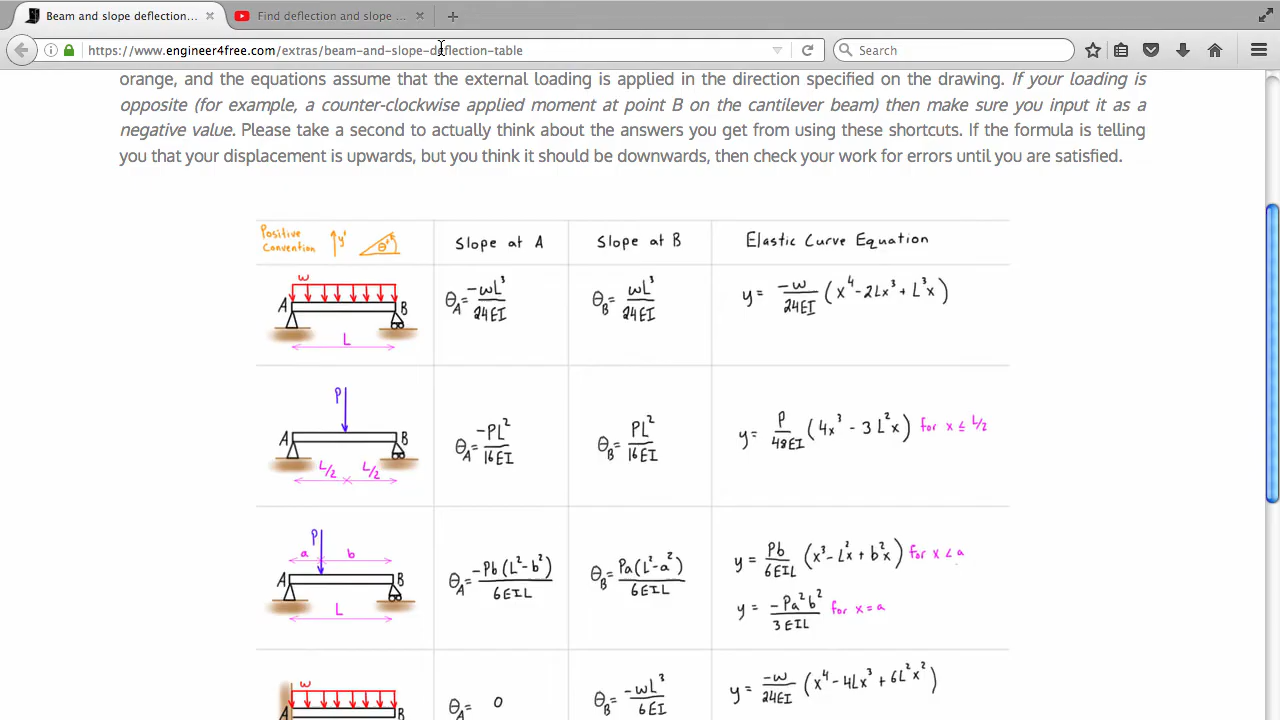 Beam and slope deflection... ×
Find deflection and slope ... ×
https://www.engineer4free.com/extras/beam-and-slope-deflection-table
Search
orange, and the equations assume that the external loading is applied in the direction specified on the drawing. If your loading is
opposite (for example, a counter-clockwise applied moment at point B on the cantilever beam) then make sure you input it as a
negative value. Please take a second to actually think about the answers you get from using these shortcuts. If the formula is telling
you that your displacement is upwards, but you think it should be downwards, then check your work for errors until you are satisfied.
Positive Convention ↑y' θ' Slope at A Slope at B Elastic Curve Equation
w A B L θ_A = -wL³/24EI θ_B = wL³/24EI y = -w/24EI (x⁴ - 2Lx³ + L³x)
P A B L/2 L/2 θ_A = -PL²/16EI θ_B = PL²/16EI y = P/48EI (4x³ - 3L²x) for x ≤ L/2
P a b A B L θ_A = -Pb(L²-b²)/6EIL θ_B = Pa(L²-a²)/6EIL y = Pb/6EIL (x³ - L²x + b²x) for x < a
y = -Pa²b²/3EIL for x = a
w A B θ_A = 0 θ_B = -wL³/6EI y = -w/24EI (x⁴ - 4Lx³ + 6L²x²)